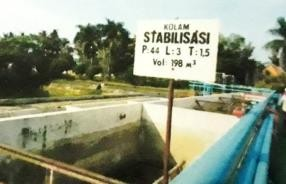 KOLAM
STABILISASI
P:44 L:3 T:1,5
Vol: 198 m³